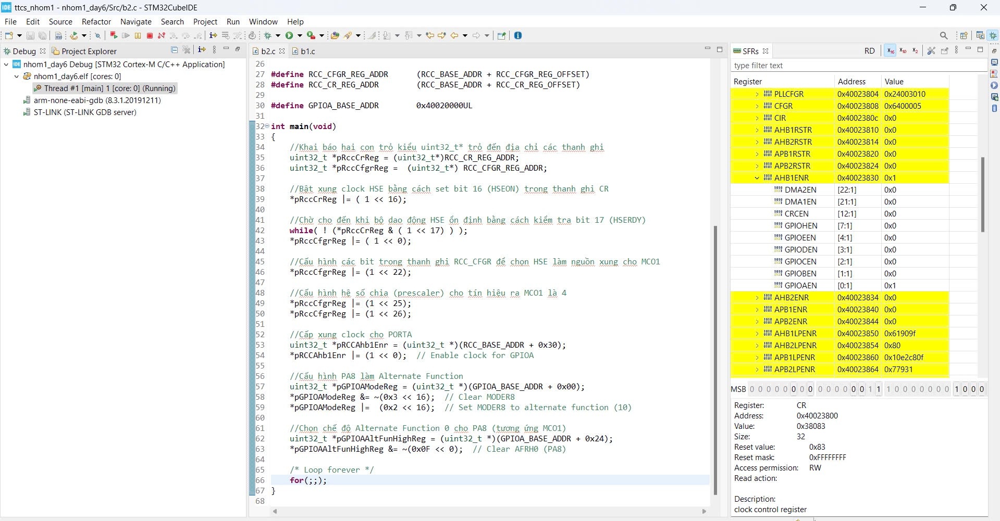 IDE ttcs_nhom1 - nhom1_day6/Src/b2.c - STM32CubeIDE
File Edit Source Refactor Navigate Search Project Run Window Help
Debug Project Explorer
b2.c b1.c
SFRs RD X16 X10 X2
nhom1_day6 Debug [STM32 Cortex-M C/C++ Application]
nhom1_day6.elf [cores: 0]
Thread #1 [main] 1 [core: 0] (Running)
arm-none-eabi-gdb (8.3.1.20191211)
ST-LINK (ST-LINK GDB server)
26
27 #define RCC_CFGR_REG_ADDR (RCC_BASE_ADDR + RCC_CFGR_REG_OFFSET)
28 #define RCC_CR_REG_ADDR (RCC_BASE_ADDR + RCC_CR_REG_OFFSET)
29
30 #define GPIOA_BASE_ADDR 0x40020000UL
31
32 int main(void)
33 {
34 //Khai báo hai con trỏ kiểu uint32_t* trỏ đến địa chỉ các thanh ghi
35 uint32_t *pRccCrReg = (uint32_t*)RCC_CR_REG_ADDR;
36 uint32_t *pRccCfgrReg = (uint32_t*) RCC_CFGR_REG_ADDR;
37
38 //Bật xung clock HSE bằng cách set bit 16 (HSEON) trong thanh ghi CR
39 *pRccCrReg |= ( 1 << 16);
40
41 //Chờ cho đến khi bộ dao động HSE ổn định bằng cách kiểm tra bit 17 (HSERDY)
42 while( ! (*pRccCrReg & ( 1 << 17) ) );
43 *pRccCfgrReg |= ( 1 << 0);
44
45 //Cấu hình các bit trong thanh ghi RCC_CFGR để chọn HSE làm nguồn xung cho MCO1
46 *pRccCfgrReg |= (1 << 22);
47
48 //Cấu hình hệ số chia (prescaler) cho tín hiệu ra MCO1 là 4
49 *pRccCfgrReg |= (1 << 25);
50 *pRccCfgrReg |= (1 << 26);
51
52 //Cấp xung clock cho PORTA
53 uint32_t *pRCCAhb1Enr = (uint32_t *)(RCC_BASE_ADDR + 0x30);
54 *pRCCAhb1Enr |= (1 << 0); // Enable clock for GPIOA
55
56 //Cấu hình PA8 làm Alternate Function
57 uint32_t *pGPIOAModeReg = (uint32_t *)(GPIOA_BASE_ADDR + 0x00);
58 *pGPIOAModeReg &= ~(0x3 << 16); // Clear MODER8
59 *pGPIOAModeReg |= (0x2 << 16); // Set MODER8 to alternate function (10)
60
61 //Chọn chế độ Alternate Function 0 cho PA8 (tương ứng MCO1)
62 uint32_t *pGPIOAAltFunHighReg = (uint32_t *)(GPIOA_BASE_ADDR + 0x24);
63 *pGPIOAAltFunHighReg &= ~(0x0F << 0); // Clear AFRH0 (PA8)
64
65 /* Loop forever */
66 for(;;);
67 }
68
type filter text
Register Address Value
PLLCFGR 0x40023804 0x24003010
CFGR 0x40023808 0x6400005
CIR 0x4002380c 0x0
AHB1RSTR 0x40023810 0x0
AHB2RSTR 0x40023814 0x0
APB1RSTR 0x40023820 0x0
APB2RSTR 0x40023824 0x0
AHB1ENR 0x40023830 0x1
DMA2EN [22:1] 0x0
DMA1EN [21:1] 0x0
CRCEN [12:1] 0x0
GPIOHEN [7:1] 0x0
GPIOEEN [4:1] 0x0
GPIODEN [3:1] 0x0
GPIOCEN [2:1] 0x0
GPIOBEN [1:1] 0x0
GPIOAEN [0:1] 0x1
AHB2ENR 0x40023834 0x0
APB1ENR 0x40023840 0x0
APB2ENR 0x40023844 0x0
AHB1LPENR 0x40023850 0x61909f
AHB2LPENR 0x40023854 0x80
APB1LPENR 0x40023860 0x10e2c80f
APB2LPENR 0x40023864 0x77931
MSB 0 0 0 0 0 0 0 0 0 0 0 0 0 0 1 1 1 0 0 0 0 0 0 0 1 0 0 0
Register: CR
Address: 0x40023800
Value: 0x38083
Size: 32
Reset value: 0x83
Reset mask: 0xFFFFFFFF
Access permission: RW
Read action:
Description:
clock control register